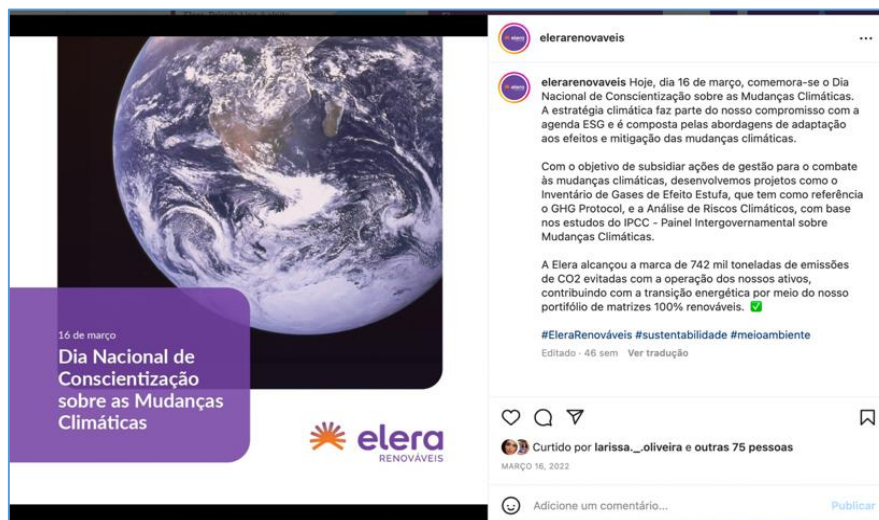 elerarenovaveis
elerarenovaveis Hoje, dia 16 de março, comemora-se o Dia
Nacional de Conscientização sobre as Mudanças Climáticas.
A estratégia climática faz parte do nosso compromisso com a
agenda ESG e é composta pelas abordagens de adaptação
aos efeitos e mitigação das mudanças climáticas.
Com o objetivo de subsidiar ações de gestão para o combate
às mudanças climáticas, desenvolvemos projetos como o
Inventário de Gases de Efeito Estufa, que tem como referência
o GHG Protocol, e a Análise de Riscos Climáticos, com base
nos estudos do IPCC - Painel Intergovernamental sobre
Mudanças Climáticas.
A Elera alcançou a marca de 742 mil toneladas de emissões
de CO2 evitadas com a operação dos nossos ativos,
contribuindo com a transição energética por meio do nosso
portifólio de matrizes 100% renováveis. ✅
#EleraRenováveis #sustentabilidade #meioambiente
Editado · 46 sem Ver tradução
16 de março
Dia Nacional de
Conscientização
sobre as Mudanças
Climáticas
elera
RENOVÁVEIS
Curtido por larissa._.oliveira e outras 75 pessoas
MARÇO 16, 2022
Adicione um comentário... Publicar